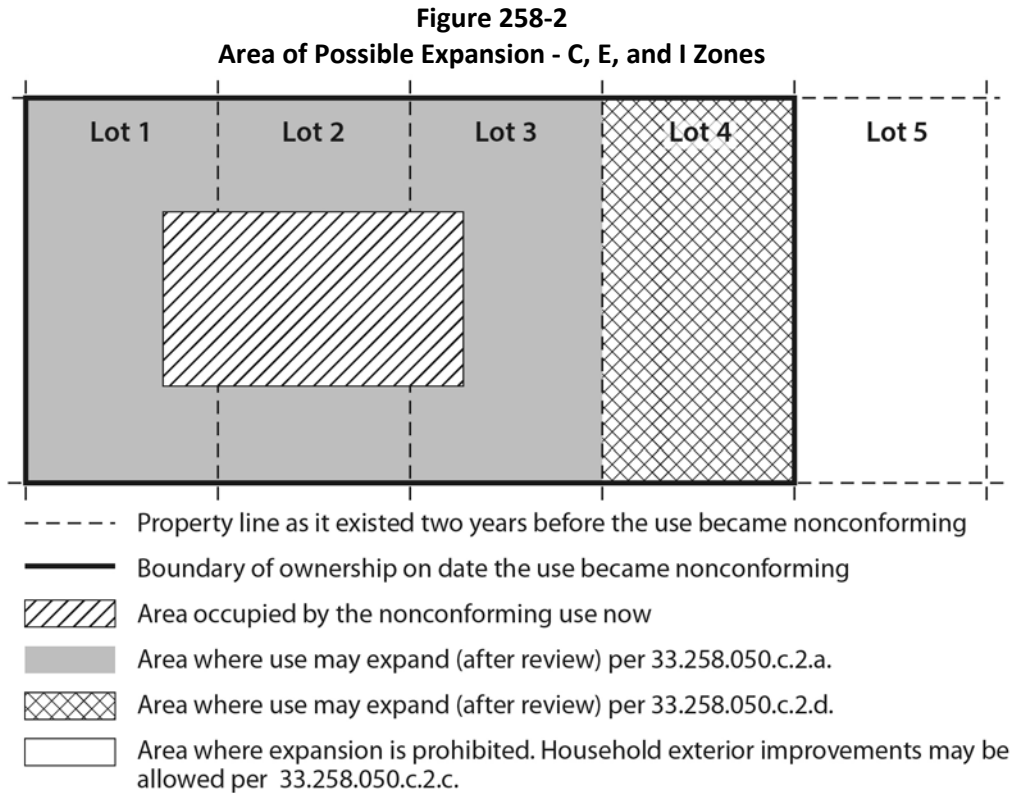 Figure 258-2
Area of Possible Expansion - C, E, and I Zones
Lot 1 Lot 2 Lot 3 Lot 4 Lot 5
Property line as it existed two years before the use became nonconforming
Boundary of ownership on date the use became nonconforming
Area occupied by the nonconforming use now
Area where use may expand (after review) per 33.258.050.c.2.a.
Area where use may expand (after review) per 33.258.050.c.2.d.
Area where expansion is prohibited. Household exterior improvements may be
allowed per 33.258.050.c.2.c.